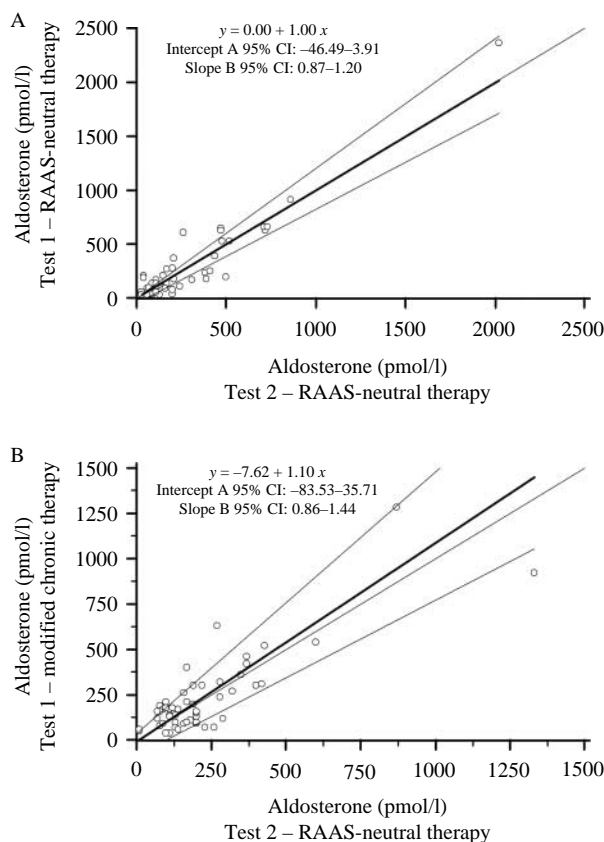 A
y = 0.00 + 1.00 x
Intercept A 95% CI: –46.49–3.91
Slope B 95% CI: 0.87–1.20
Aldosterone (pmol/l)
Test 1 – RAAS-neutral therapy
2500
2000
1500
1000
500
0
0
500
1000
1500
2000
2500
Aldosterone (pmol/l)
Test 2 – RAAS-neutral therapy
B
y = –7.62 + 1.10 x
Intercept A 95% CI: –83.53–35.71
Slope B 95% CI: 0.86–1.44
Aldosterone (pmol/l)
Test 1 – modified chronic therapy
1500
1250
1000
750
500
250
0
0
250
500
750
1000
1500
Aldosterone (pmol/l)
Test 2 – RAAS-neutral therapy